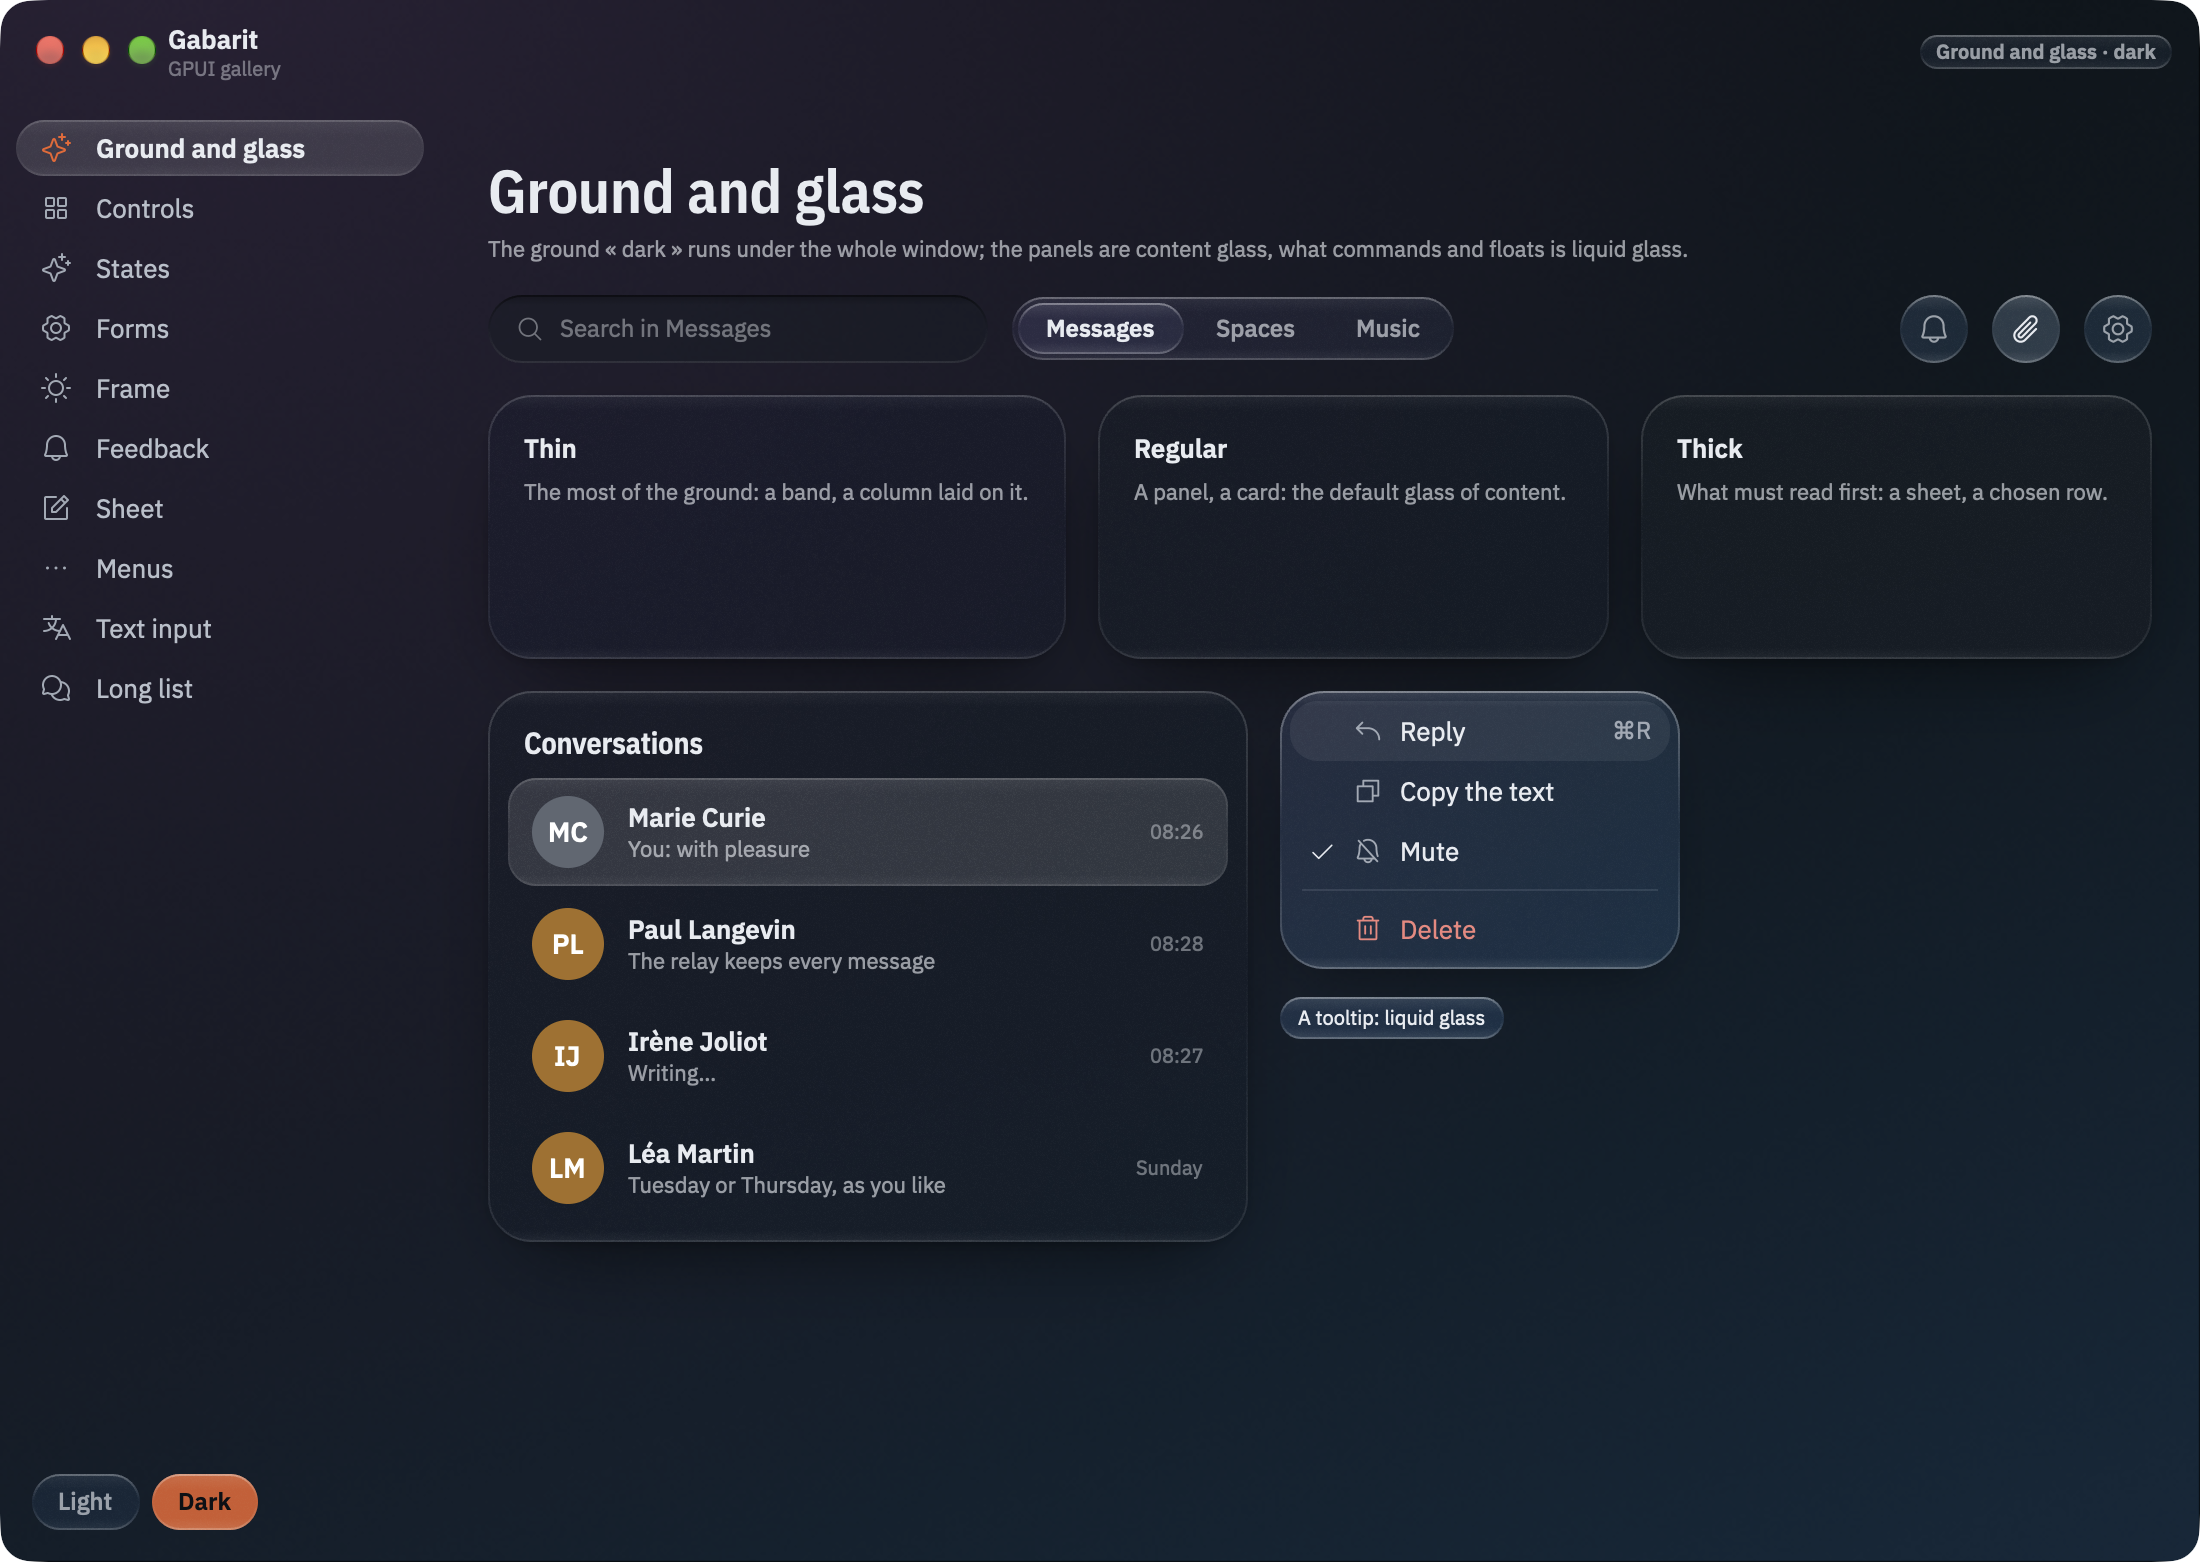 Gabarit
GPUI gallery
Ground and glass · dark
Ground and glass
Controls
States
Forms
Frame
Feedback
Sheet
Menus
Text input
Long list
Light
Dark
Ground and glass
The ground « dark » runs under the whole window; the panels are content glass, what commands and floats is liquid glass.
Search in Messages
Messages
Spaces
Music
Thin
The most of the ground: a band, a column laid on it.
Regular
A panel, a card: the default glass of content.
Thick
What must read first: a sheet, a chosen row.
Conversations
MC
Marie Curie
You: with pleasure
08:26
PL
Paul Langevin
The relay keeps every message
08:28
IJ
Irène Joliot
Writing…
08:27
LM
Léa Martin
Tuesday or Thursday, as you like
Sunday
Reply ⌘R
Copy the text
Mute
Delete
A tooltip: liquid glass